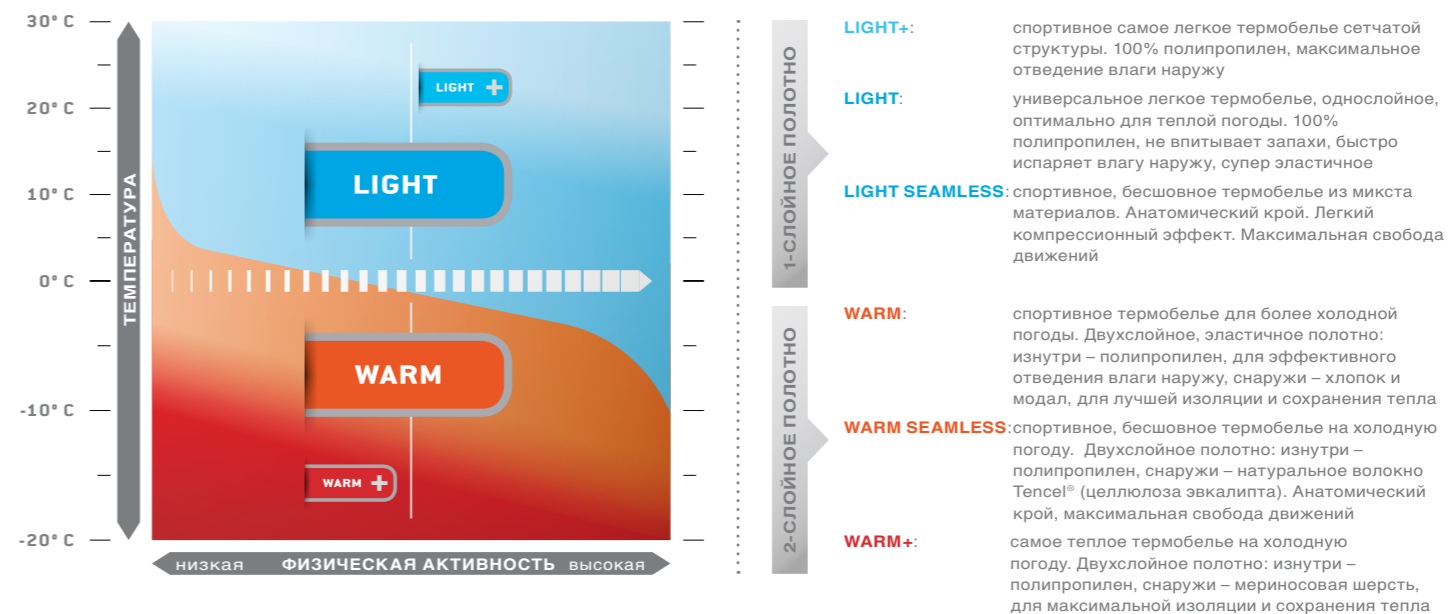 30° C
20° C
10° C
0° C
-10° C
-20° C
ТЕМПЕРАТУРА
LIGHT +
LIGHT
WARM
WARM +
низкая ФИЗИЧЕСКАЯ АКТИВНОСТЬ высокая
1-СЛОЙНОЕ ПОЛОТНО
LIGHT+: спортивное самое легкое термобелье сетчатой
структуры. 100% полипропилен, максимальное
отведение влаги наружу
LIGHT: универсальное легкое термобелье, однослойное,
оптимально для теплой погоды. 100%
полипропилен, не впитывает запахи, быстро
испаряет влагу наружу, супер эластичное
LIGHT SEAMLESS: спортивное, бесшовное термобелье из микста
материалов. Анатомический крой. Легкий
компрессионный эффект. Максимальная свобода
движений
2-СЛОЙНОЕ ПОЛОТНО
WARM: спортивное термобелье для более холодной
погоды. Двухслойное, эластичное полотно:
изнутри – полипропилен, для эффективного
отведения влаги наружу, снаружи – хлопок и
модал, для лучшей изоляции и сохранения тепла
WARM SEAMLESS: спортивное, бесшовное термобелье на холодную
погоду. Двухслойное полотно: изнутри –
полипропилен, снаружи – натуральное волокно
Tencel® (целлюлоза эвкалипта). Анатомический
крой, максимальная свобода движений
WARM+: самое теплое термобелье на холодную
погоду. Двухслойное полотно: изнутри –
полипропилен, снаружи – мериносовая шерсть,
для максимальной изоляции и сохранения тепла